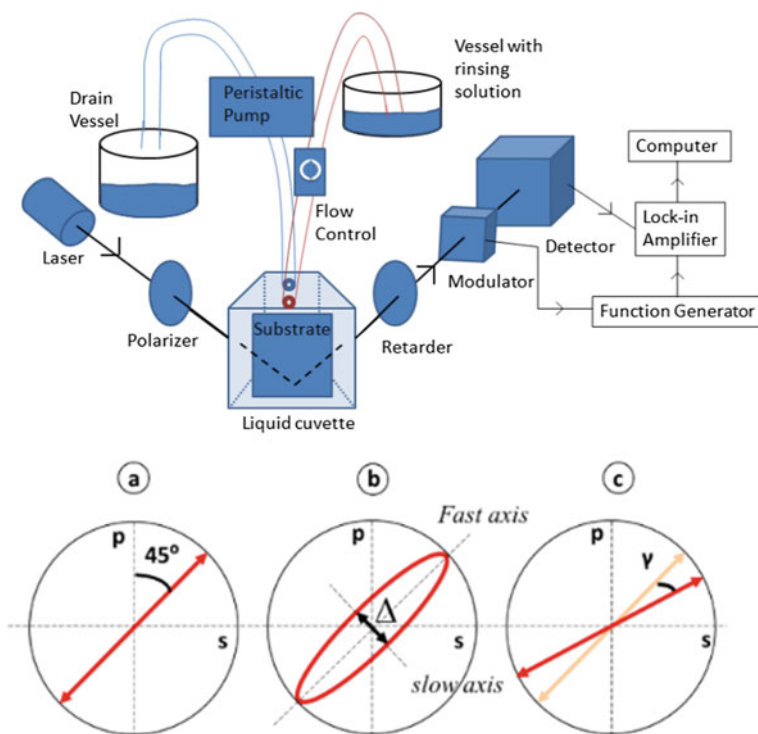 Vessel with
rinsing
solution
Drain
Vessel
Peristaltic
Pump
Computer
Flow
Control
Lock-in
Amplifier
Laser
Detector
Modulator
Function Generator
Polarizer
Substrate
Retarder
Liquid cuvette
a
b
c
p
45°
s
p
Fast axis
Δ
s
slow axis
p
γ
s